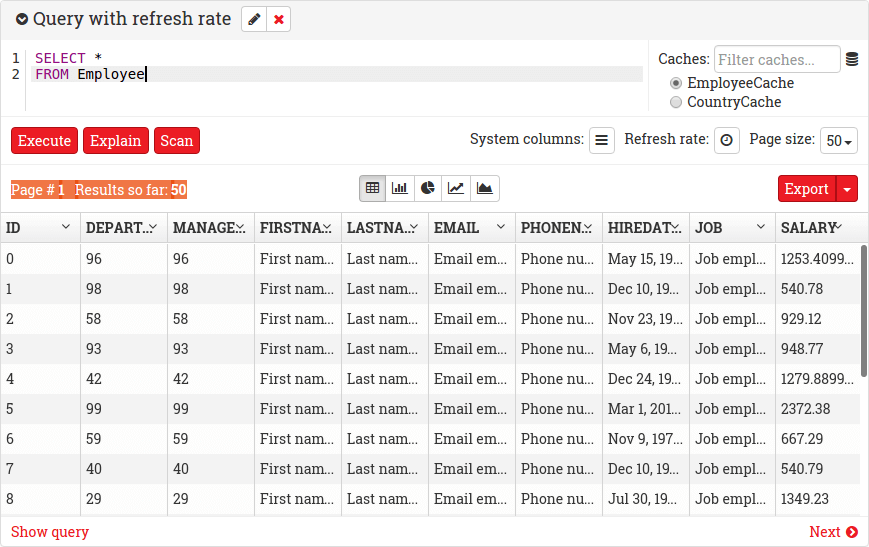 Query with refresh rate
1 SELECT *
2 FROM Employee
Caches: Filter caches...
EmployeeCache
CountryCache
Execute Explain Scan
System columns: Refresh rate: Page size: 50
Page # 1 Results so far: 50
Export
ID DEPART... MANAGE... FIRSTNA... LASTNA... EMAIL PHONEN... HIREDAT... JOB SALARY
0 96 96 First nam... Last nam... Email em... Phone nu... May 15, 19... Job empl... 1253.4099...
1 98 98 First nam... Last nam... Email em... Phone nu... Dec 10, 19... Job empl... 540.78
2 58 58 First nam... Last nam... Email em... Phone nu... Nov 23, 19... Job empl... 929.12
3 93 93 First nam... Last nam... Email em... Phone nu... May 6, 19... Job empl... 948.77
4 42 42 First nam... Last nam... Email em... Phone nu... Dec 24, 19... Job empl... 1279.8899...
5 99 99 First nam... Last nam... Email em... Phone nu... Mar 1, 201... Job empl... 2372.38
6 59 59 First nam... Last nam... Email em... Phone nu... Nov 9, 197... Job empl... 667.29
7 40 40 First nam... Last nam... Email em... Phone nu... Dec 10, 19... Job empl... 540.79
8 29 29 First nam... Last nam... Email em... Phone nu... Jul 30, 19... Job empl... 1349.23
Show query Next